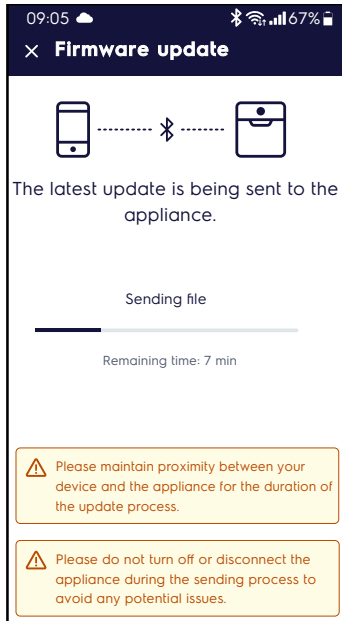 09:05 67%
× Firmware update
The latest update is being sent to the
appliance.
Sending file
Remaining time: 7 min
Please maintain proximity between your
device and the appliance for the duration of
the update process.
Please do not turn off or disconnect the
appliance during the sending process to
avoid any potential issues.